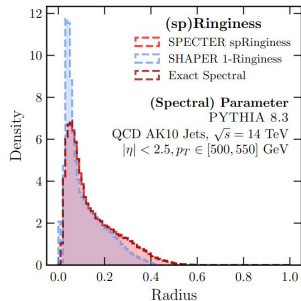 (sp)Ringiness
SPECTER spRinginess
SHAPER 1-Ringiness
Exact Spectral
(Spectral) Parameter
PYTHIA 8.3
QCD AK10 Jets, √s = 14 TeV
|η| < 2.5, p_T ∈ [500, 550] GeV
Density
12
10
8
6
4
2
0
0.0 0.2 0.4 0.6 0.8 1.0
Radius